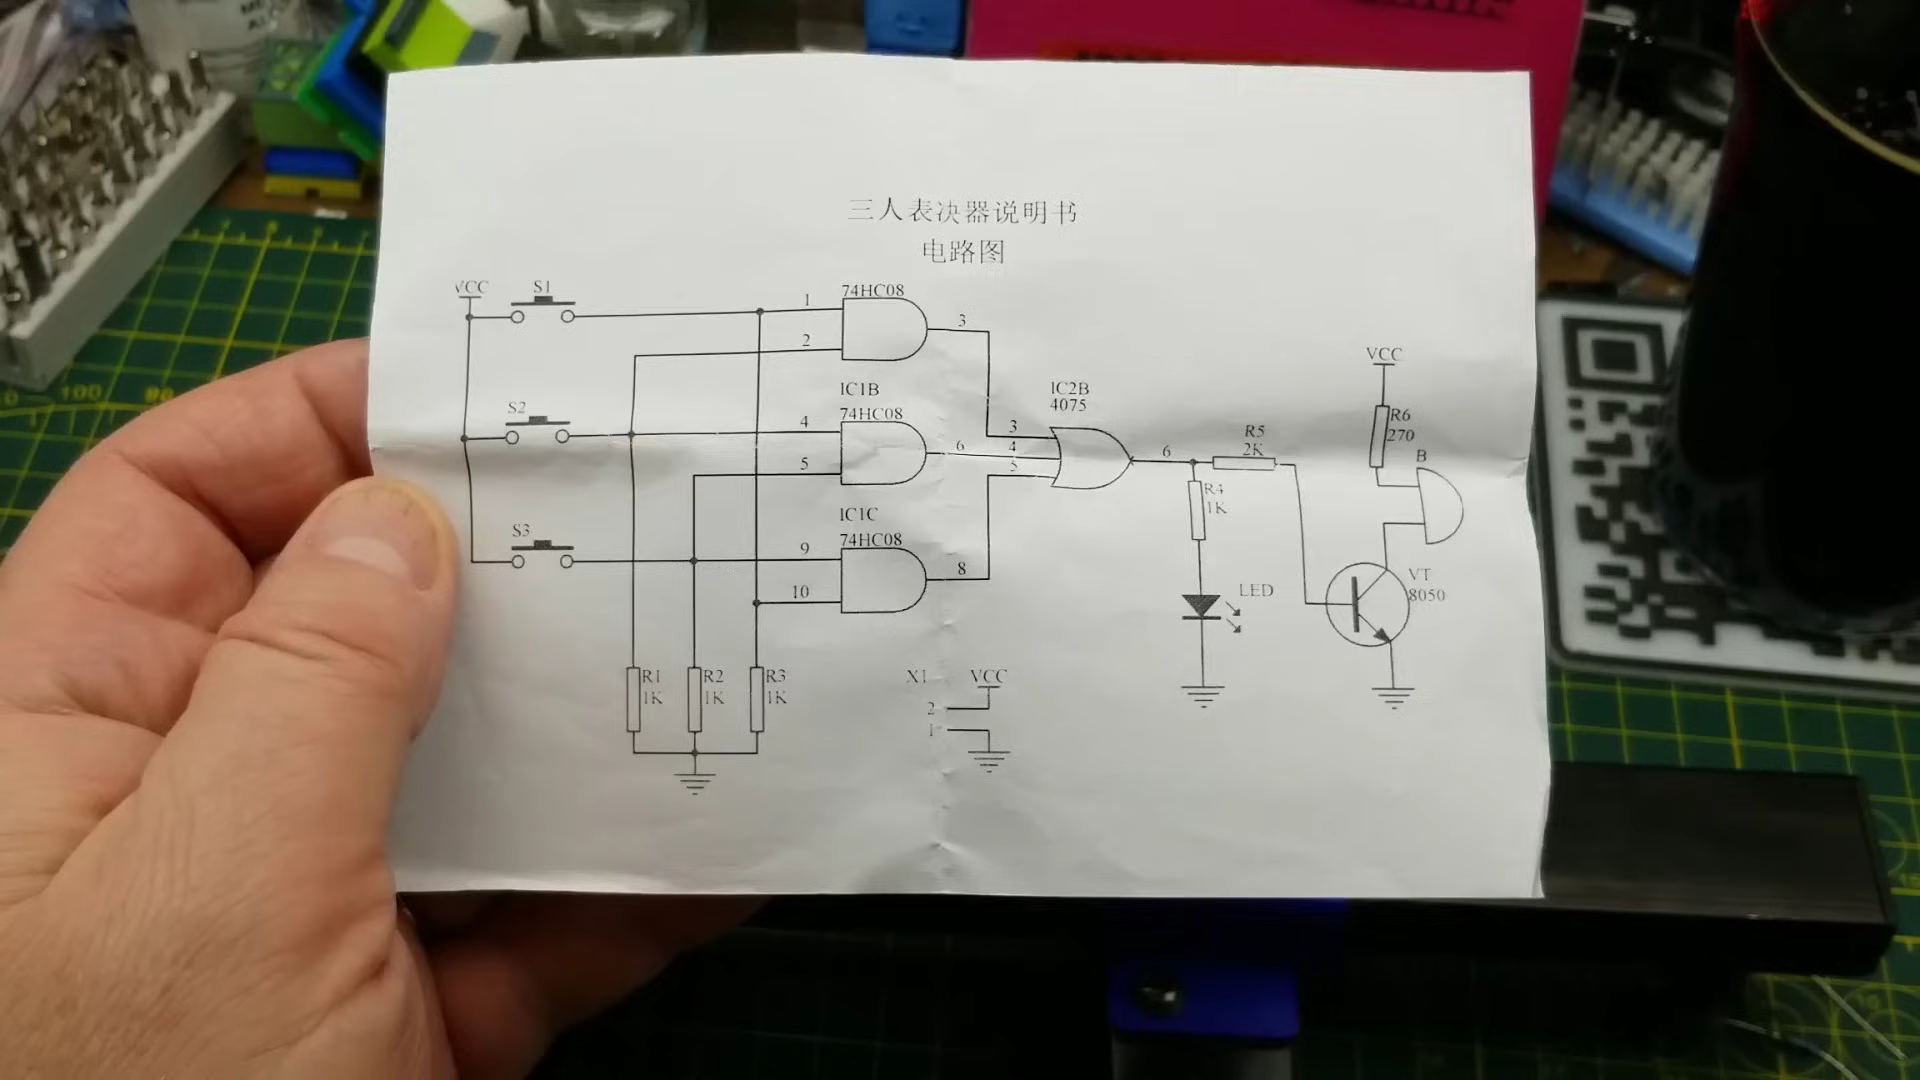 三人表决器说明书
电路图
VCC
S1
1
74HC08
3
2
VCC
IC1B
74HC08
IC2B
4075
S2
4
6
5
3
4
5
6
R5
2K
R6
270
B
R4
1K
S3
IC1C
74HC08
9
8
10
LED
VT
8050
R1
1K
R2
1K
R3
1K
X1
VCC
2
1
100
90